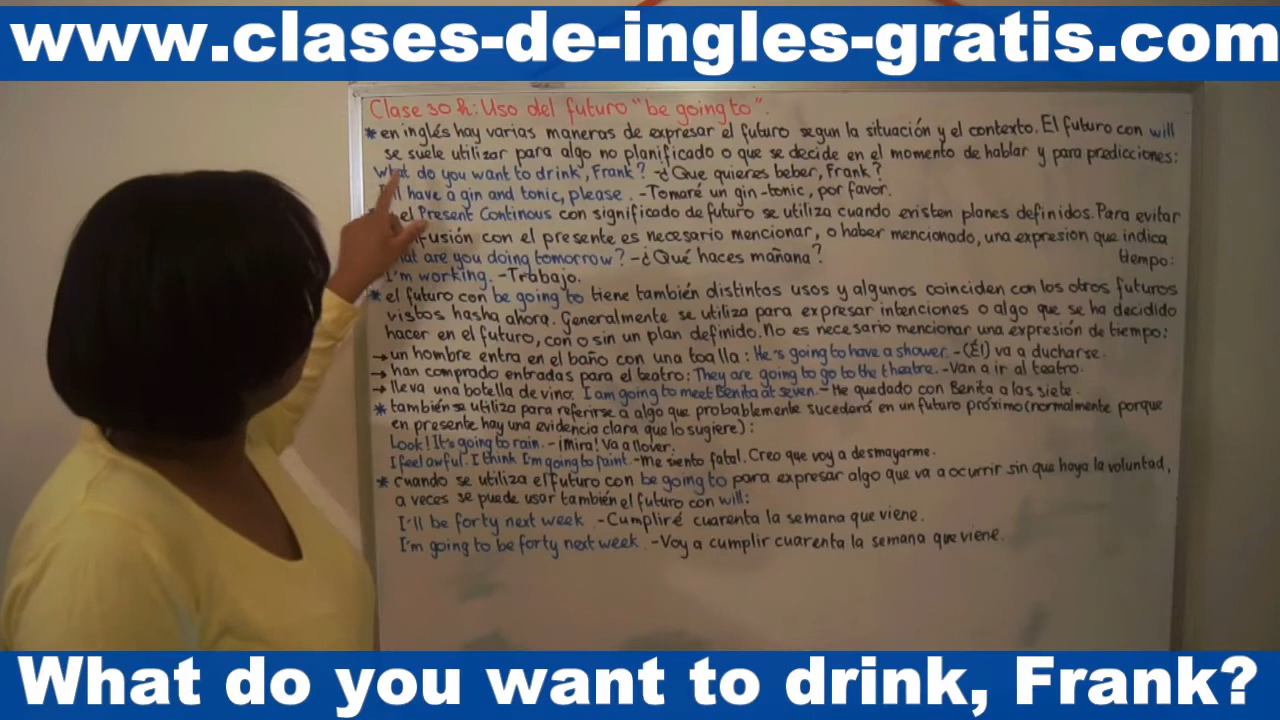 www.clases-de-ingles-gratis.com
Clase 30 h: Uso del futuro "be going to".
* en inglés hay varias maneras de expresar el futuro segun la situación y el contexto. El futuro con will
se suele utilizar para algo no planificado o que se decide en el momento de hablar y para predicciones:
What do you want to drink, Frank? -¿Que quieres beber, Frank?
have a gin and tonic, please. -Tomaré un gin-tonic, por favor.
el Present Continous con significado de futuro se utiliza cuando existen planes definidos. Para evitar
fusión con el presente es necesario mencionar, o haber mencionado, una expresion que indica
are you doing tomorrow? -¿Qué haces mañana? tiempo:
I'm working. -Trabajo.
* el futuro con be going to tiene también distintos usos y algunos coinciden con los otros futuros
vistos hasha ahora. Generalmente se utiliza para expresar intenciones o algo que se ha decidido
hacer en el futuro, con o sin un plan definido. No es necesario mencionar una expresión de tiempo:
→ un hombre entra en el baño con una toalla: He's going to have a shower. -(Él) va a ducharse.
→ han comprado entradas para el teatro: They are going to go to the theatre. -Van a ir al teatro.
→ lleva una botella de vino: I am going to meet Benita at seven. - He quedado con Benita a las siete.
* también se utiliza para referirse a algo que probablemente sucederá en un futuro próximo (normalmente porque
en presente hay una evidencia clara que lo sugiere):
Look! It's going to rain. - ¡Mira! Va a llover.
I feel awful. I think I'm going to faint. -Me siento fatal. Creo que voy a desmayarme.
* cuando se utiliza el futuro con be going to para expresar algo que va a ocurrir sin que haya la voluntad,
a veces se puede usar también el futuro con will:
I'll be forty next week. -Cumpliré cuarenta la semana que viene.
I'm going to be forty next week. -Voy a cumplir cuarenta la semana que viene.
What do you want to drink, Frank?